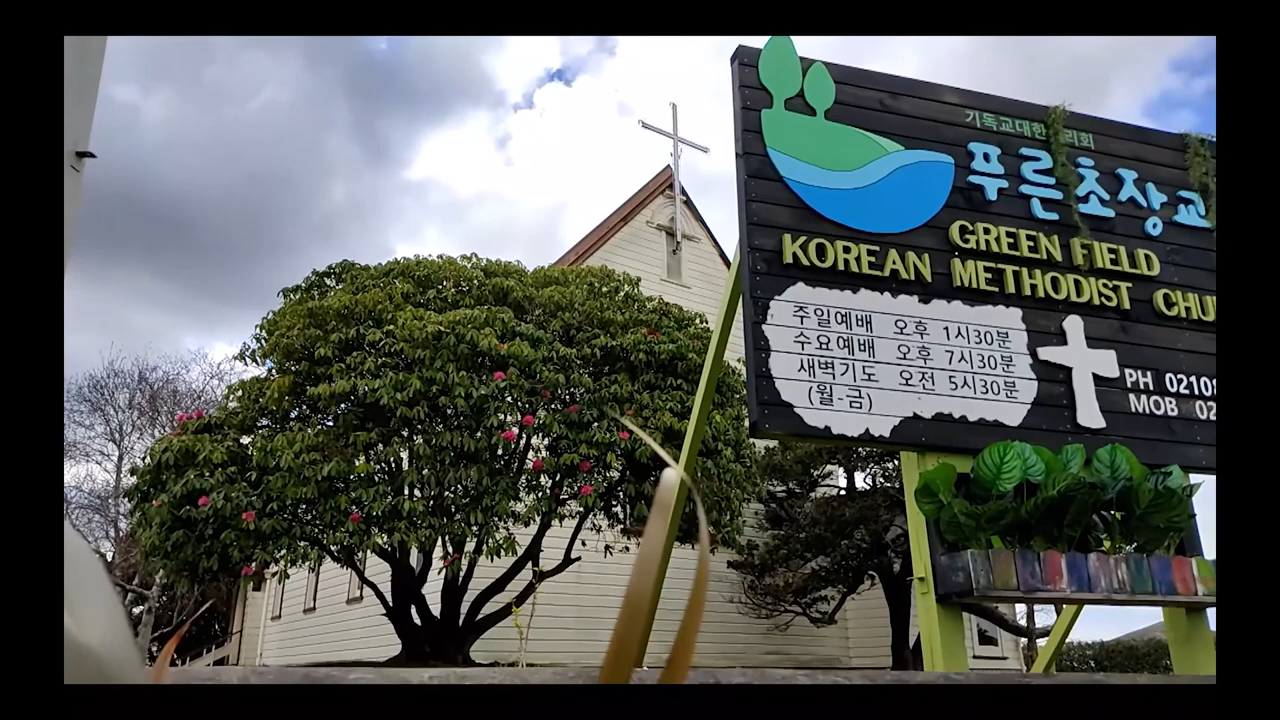 기독교대한 리회
푸른초장교
GREEN FIELD
KOREAN METHODIST CHU
주일예배 오후 1시30분
수요예배 오후 7시30분
새벽기도 오전 5시30분
(월-금)
PH 02108
MOB 02